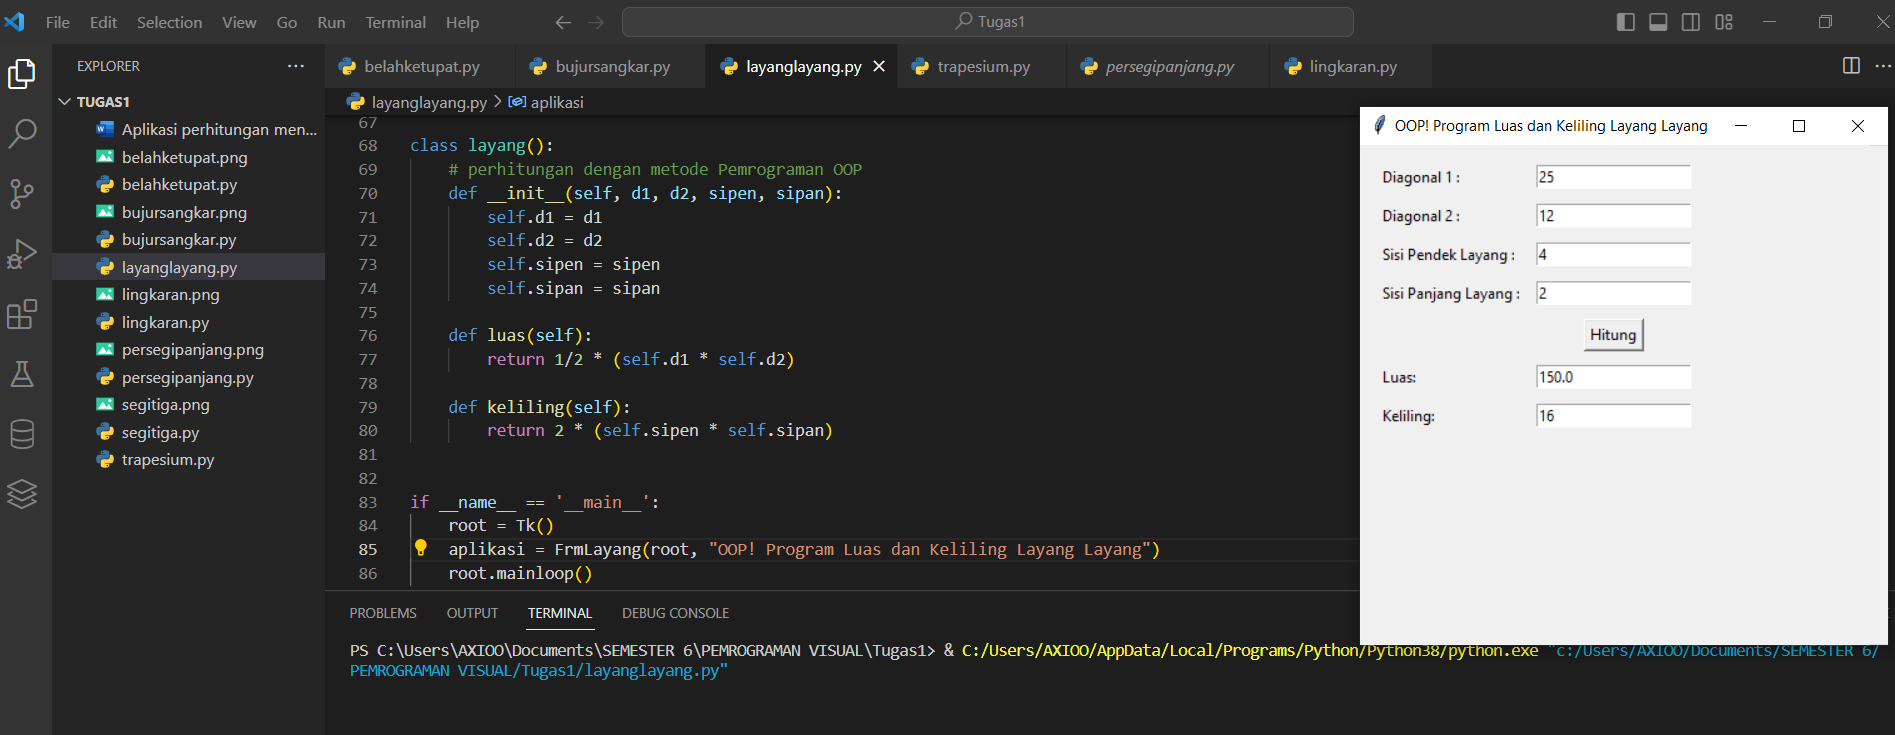 File Edit Selection View Go Run Terminal Help
Tugas1
EXPLORER
TUGAS1
Aplikasi perhitungan men...
belahketupat.png
belahketupat.py
bujursangkar.png
bujursangkar.py
layanglayang.py
lingkaran.png
lingkaran.py
persegipanjang.png
persegipanjang.py
segitiga.png
segitiga.py
trapesium.py
belahketupat.py bujursangkar.py layanglayang.py trapesium.py persegipanjang.py lingkaran.py
layanglayang.py > aplikasi
67
68 class layang():
69 # perhitungan dengan metode Pemrograman OOP
70 def __init__(self, d1, d2, sipen, sipan):
71 self.d1 = d1
72 self.d2 = d2
73 self.sipen = sipen
74 self.sipan = sipan
75
76 def luas(self):
77 return 1/2 * (self.d1 * self.d2)
78
79 def keliling(self):
80 return 2 * (self.sipen * self.sipan)
81
82
83 if __name__ == '__main__':
84 root = Tk()
85 aplikasi = FrmLayang(root, "OOP! Program Luas dan Keliling Layang Layang")
86 root.mainloop()
PROBLEMS OUTPUT TERMINAL DEBUG CONSOLE
PS C:\Users\AXIOO\Documents\SEMESTER 6\PEMROGRAMAN VISUAL\Tugas1> & C:/Users/AXIOO/AppData/Local/Programs/Python/Python38/python.exe "c:/Users/AXIOO/Documents/SEMESTER 6/
PEMROGRAMAN VISUAL/Tugas1/layanglayang.py"
OOP! Program Luas dan Keliling Layang Layang
Diagonal 1 : 25
Diagonal 2 : 12
Sisi Pendek Layang : 4
Sisi Panjang Layang : 2
Hitung
Luas: 150.0
Keliling: 16